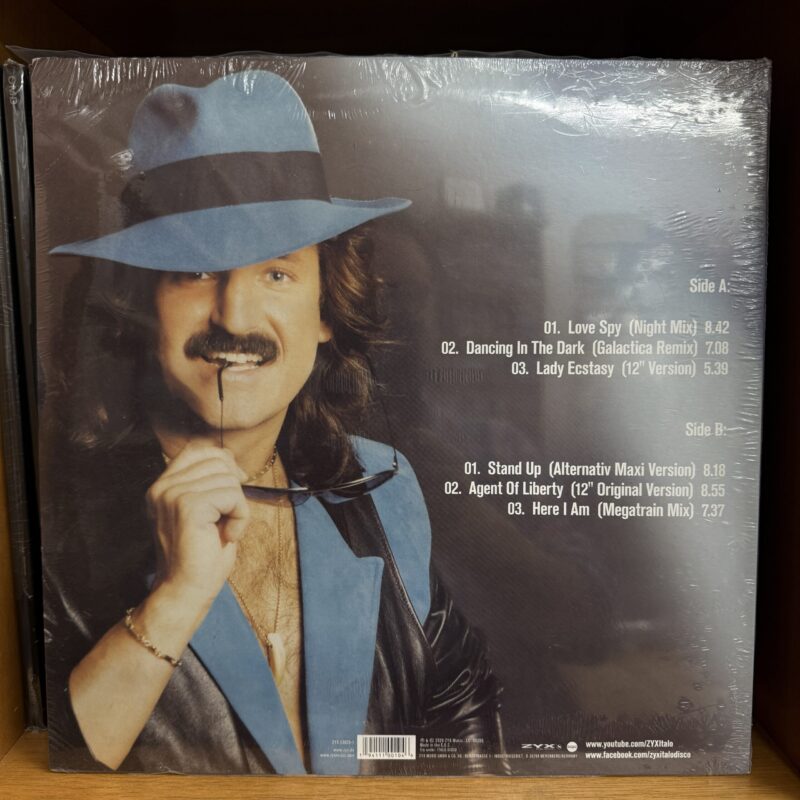 Side A:
01. Love Spy (Night Mix) 8.42
02. Dancing In The Dark (Galactica Remix) 7.08
03. Lady Ecstasy (12" Version) 5.39
Side B:
01. Stand Up (Alternativ Maxi Version) 8.18
02. Agent Of Liberty (12" Original Version) 8.55
03. Here I Am (Megatrain Mix) 7.37
Made in the E.U.
ZYX
www.youtube.com/ZYXItalo
www.facebook.com/zyxitalodisco